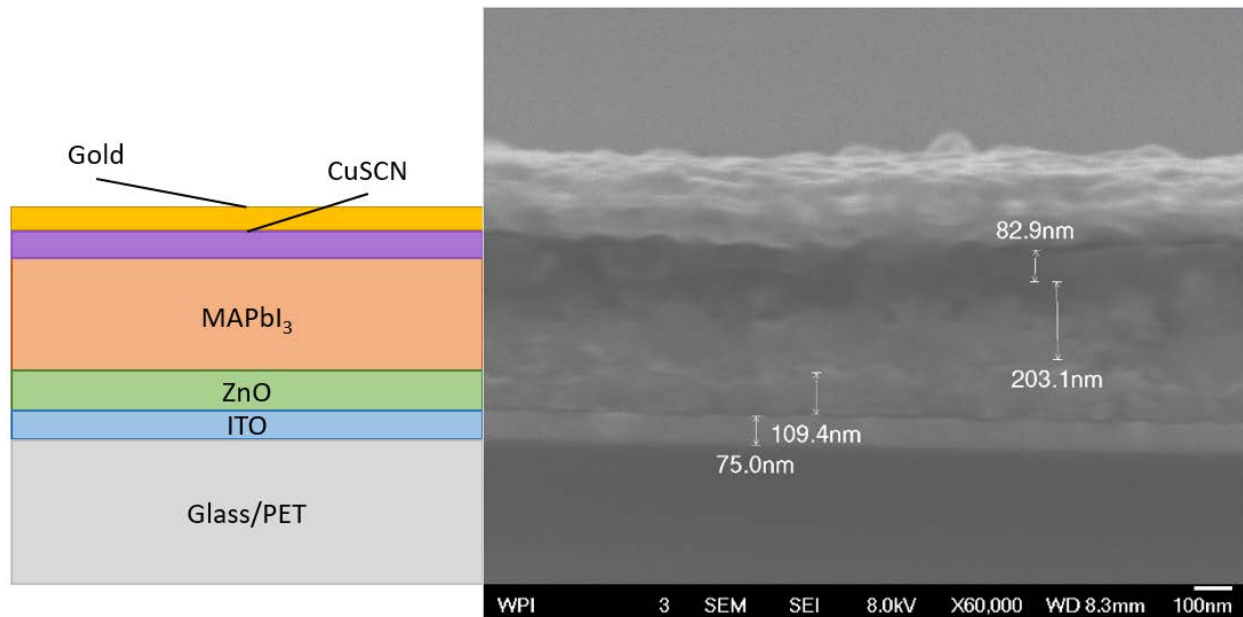 Gold
CuSCN
MAPbI₃
ZnO
ITO
Glass/PET
82.9nm
203.1nm
109.4nm
75.0nm
WPI 3 SEM SEI 8.0kV X60,000 WD 8.3mm 100nm